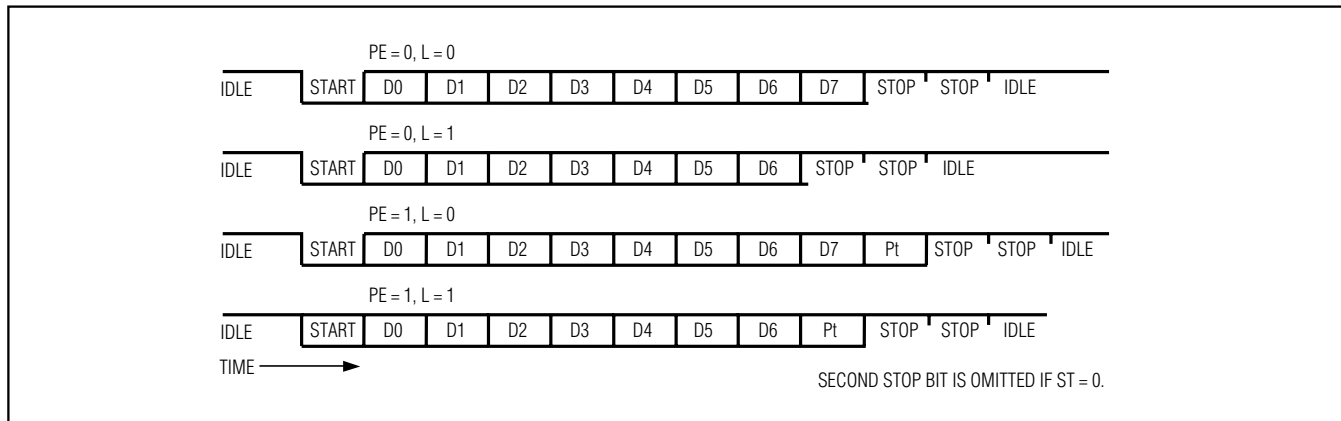 PE = 0, L = 0
IDLE START D0 D1 D2 D3 D4 D5 D6 D7 STOP STOP IDLE
PE = 0, L = 1
IDLE START D0 D1 D2 D3 D4 D5 D6 STOP STOP IDLE
PE = 1, L = 0
IDLE START D0 D1 D2 D3 D4 D5 D6 D7 Pt STOP STOP IDLE
PE = 1, L = 1
IDLE START D0 D1 D2 D3 D4 D5 D6 Pt STOP STOP IDLE
TIME
SECOND STOP BIT IS OMITTED IF ST = 0.